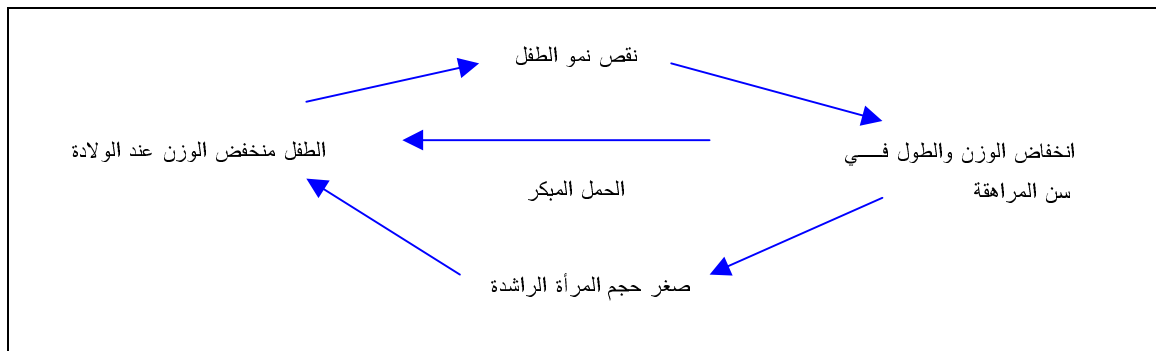 نقص نمو الطفل
انخفاض الوزن والطول فـــــي
سن المراهقة
الطفل منخفض الوزن عند الولادة
الحمل المبكر
صغر حجم المرأة الراشدة